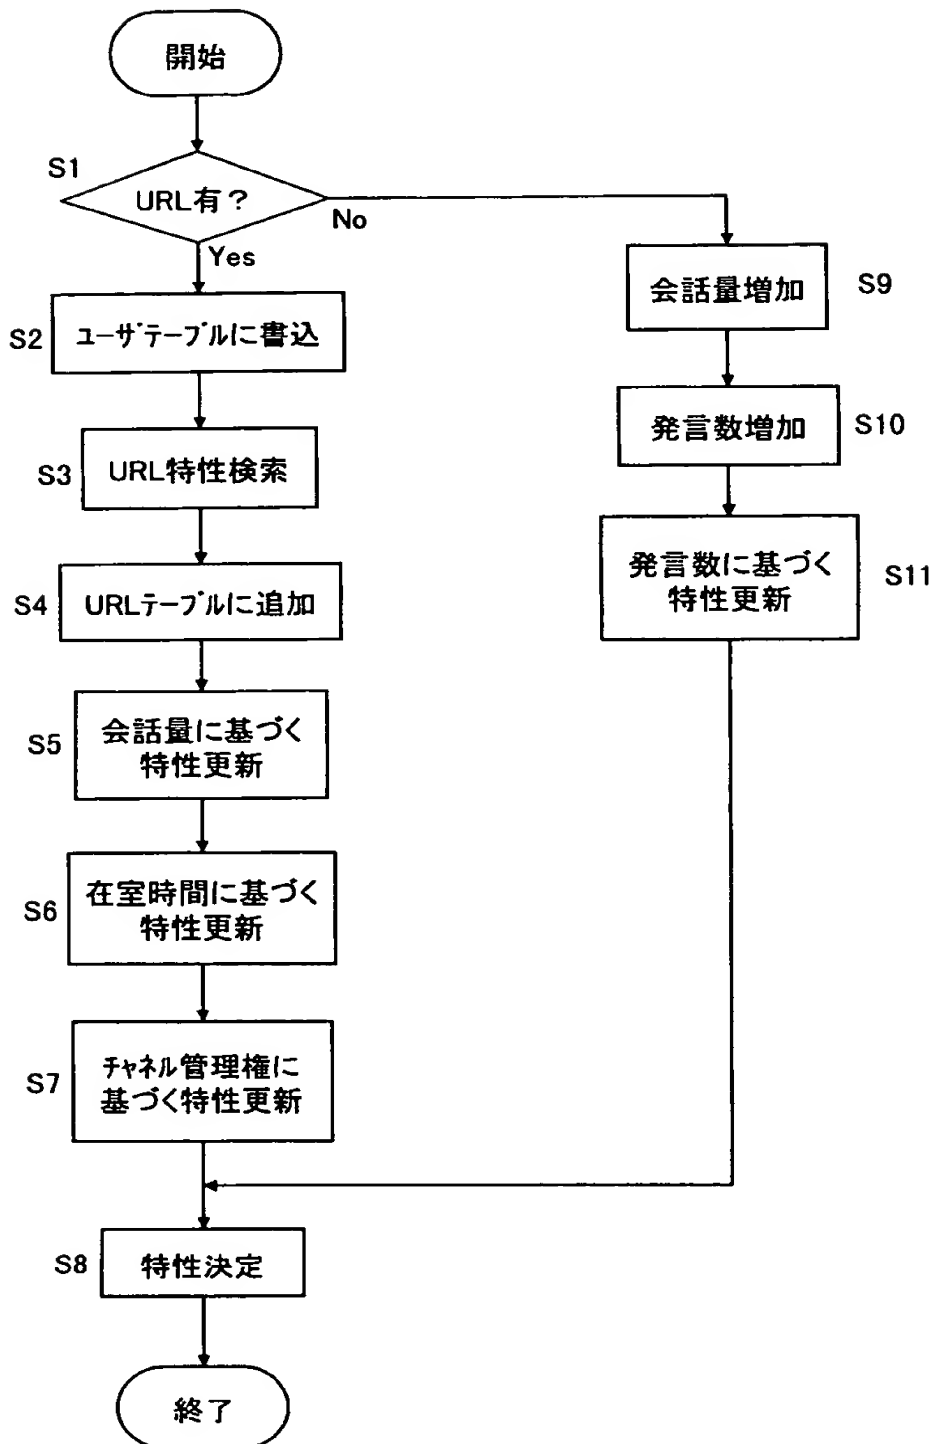 開始
S1
URL有?
No
Yes
S2
ユーザテーブルに書込
S3
URL特性検索
S4
URLテーブルに追加
S5
会話量に基づく
特性更新
S6
在室時間に基づく
特性更新
S7
チャネル管理権に
基づく特性更新
S8
特性決定
終了
会話量増加
S9
発言数増加
S10
発言数に基づく
特性更新
S11